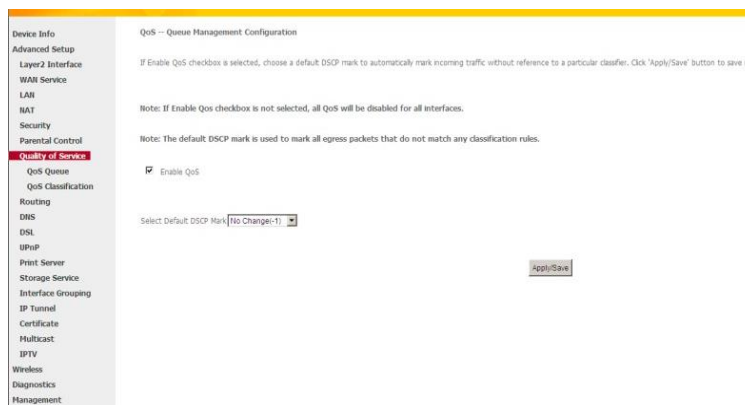 Device Info
Advanced Setup
Layer2 Interface
WAN Service
LAN
NAT
Security
Parental Control
Quality of Service
QoS Queue
QoS Classification
Routing
DNS
DSL
UPnP
Print Server
Storage Service
Interface Grouping
IP Tunnel
Certificate
Multicast
IPTV
Wireless
Diagnostics
Management
QoS -- Queue Management Configuration
If Enable QoS checkbox is selected, choose a default DSCP mark to automatically mark incoming traffic without reference to a particular classifier. Click 'Apply/Save' button to save
Note: If Enable Qos checkbox is not selected, all QoS will be disabled for all interfaces.
Note: The default DSCP mark is used to mark all egress packets that do not match any classification rules.
Enable QoS
Select Default DSCP Mark No Change(-1)
Apply/Save